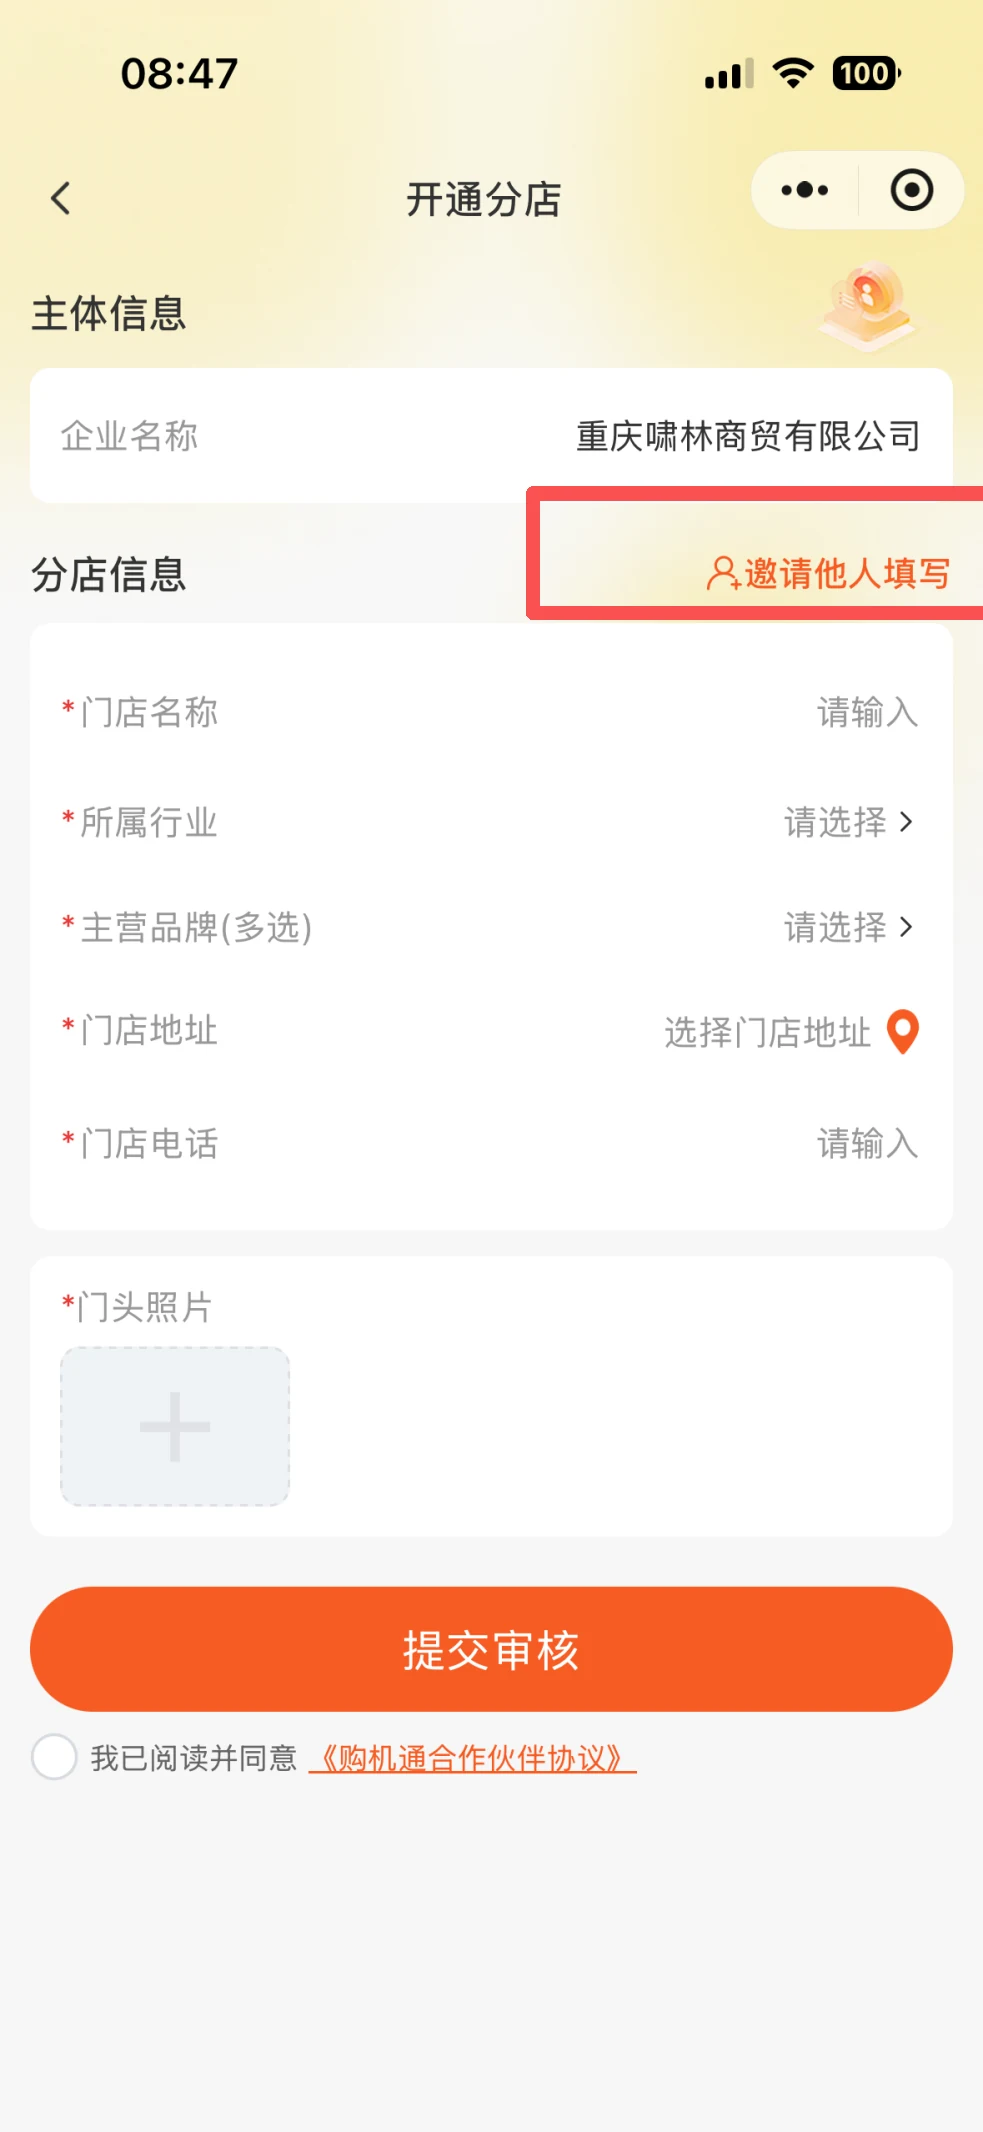 08:47
100
开通分店
主体信息
企业名称 重庆啸林商贸有限公司
分店信息 邀请他人填写
*门店名称 请输入
*所属行业 请选择
*主营品牌(多选) 请选择
*门店地址 选择门店地址
*门店电话 请输入
*门头照片
提交审核
我已阅读并同意 《购机通合作伙伴协议》